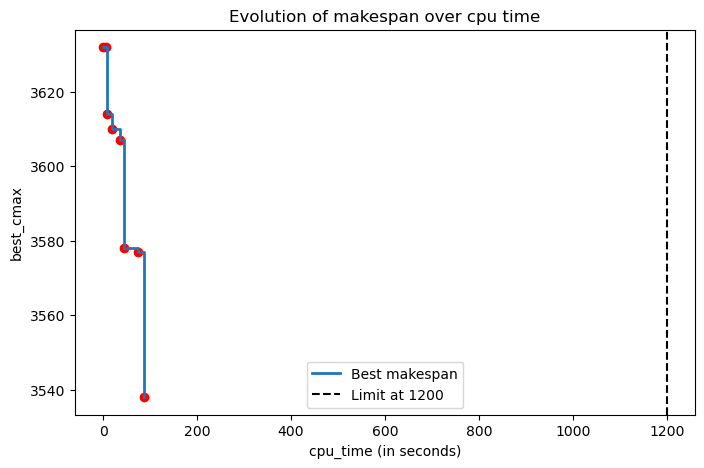 Evolution of makespan over cpu time
best_cmax
3620
3600
3580
3560
3540
Best makespan
Limit at 1200
0
200
400
600
800
1000
1200
cpu_time (in seconds)